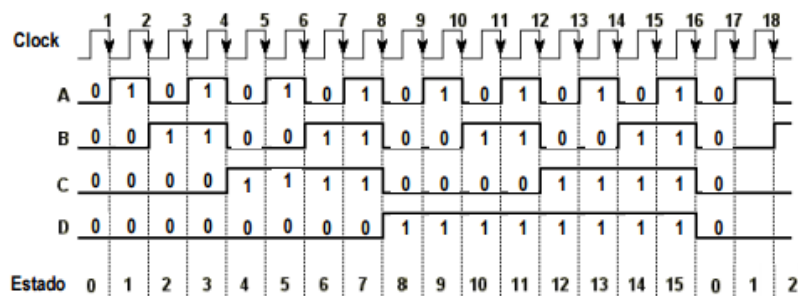 1 2 3 4 5 6 7 8 9 10 11 12 13 14 15 16 17 18
Clock
A 0 1 0 1 0 1 0 1 0 1 0 1 0 1 0 1 0
B 0 0 1 1 0 0 1 1 0 0 1 1 0 0 1 1 0
C 0 0 0 0 1 1 1 1 0 0 0 0 1 1 1 1 0
D 0 0 0 0 0 0 0 0 1 1 1 1 1 1 1 1 0
Estado 0 1 2 3 4 5 6 7 8 9 10 11 12 13 14 15 0 1 2